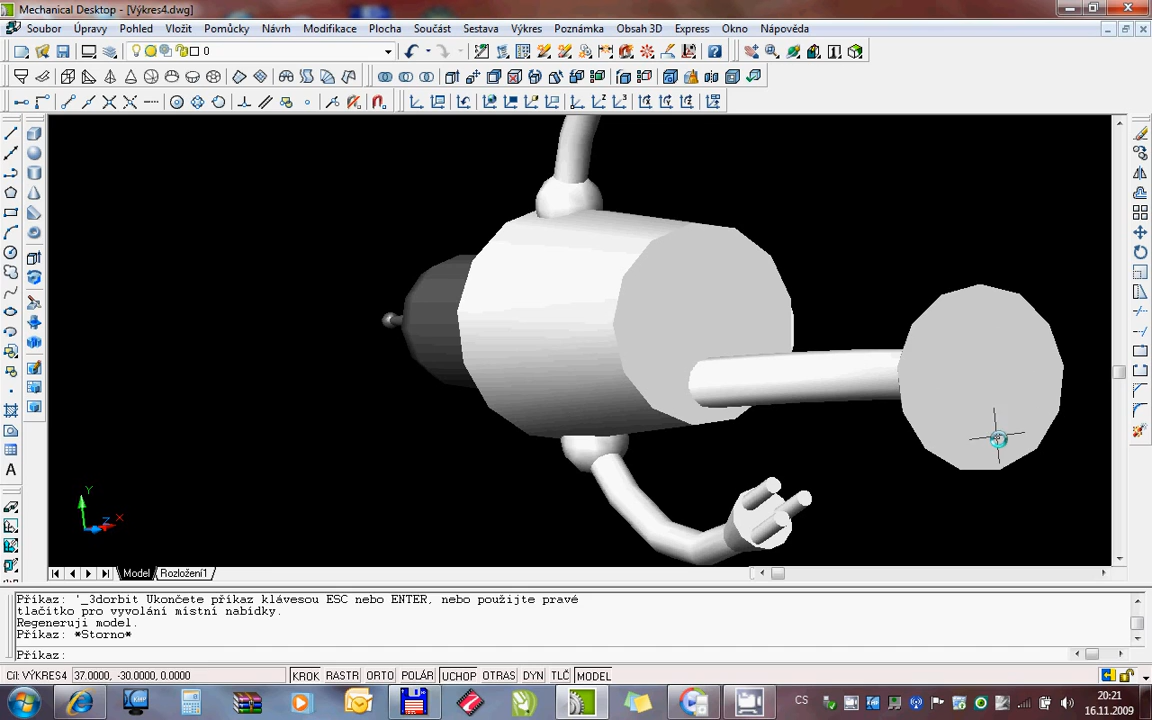 Mechanical Desktop - [Výkres4.dwg]
Soubor Úpravy Pohled Vložit Pomůcky Návrh Modifikace Plocha Součást Sestava Výkres Poznámka Obsah 3D Express Okno Nápověda
0
Y
Z X
Model Rozložení1
Příkaz: '_3dorbit Ukončete příkaz klávesou ESC nebo ENTER, nebo použijte pravé
tlačítko pro vyvolání místní nabídky.
Regeneruji model.
Příkaz: *Storno*
Příkaz:
Cíl: VÝKRES4 37.0000, -30.0000, 0.0000 KROK RASTR ORTO POLÁR UCHOP OTRAS DYN TLČ MODEL
CS
20:21
16.11.2009